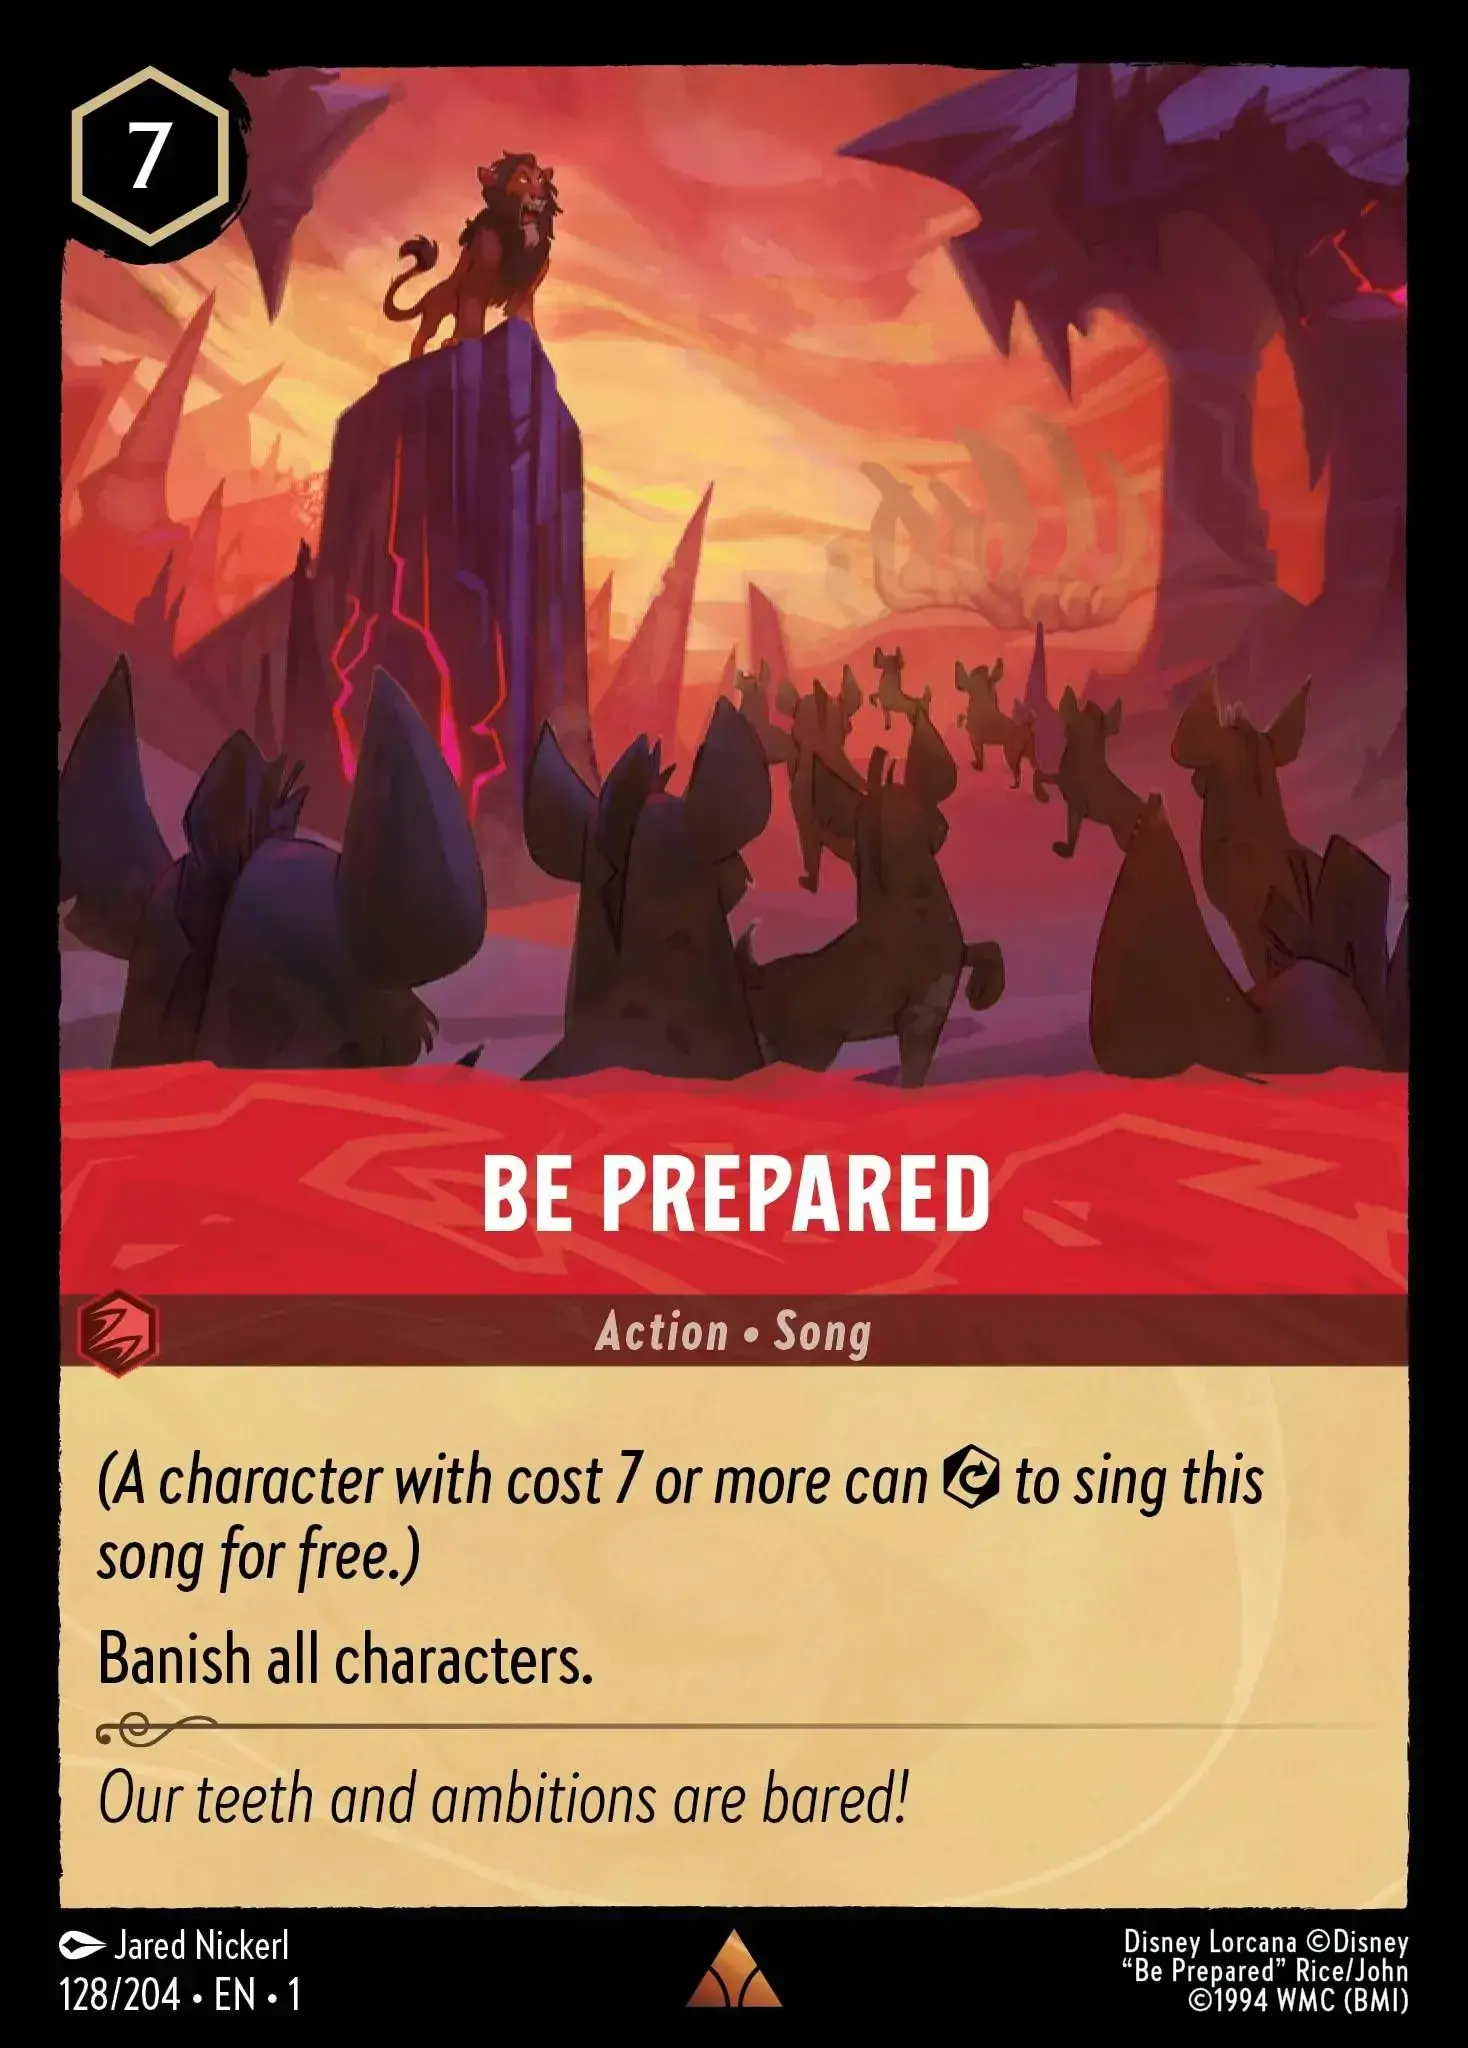 7
BE PREPARED
Action • Song
(A character with cost 7 or more can to sing this
song for free.)
Banish all characters.
Our teeth and ambitions are bared!
Jared Nickerl
128/204 • EN • 1
Disney Lorcana ©Disney
“Be Prepared” Rice/John
©1994 WMC (BMI)